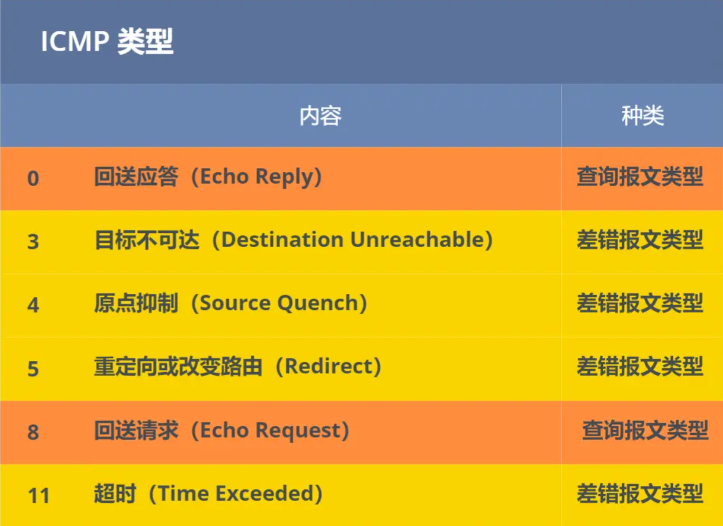 ICMP 类型
内容 种类
0 回送应答（Echo Reply） 查询报文类型
3 目标不可达（Destination Unreachable） 差错报文类型
4 原点抑制（Source Quench） 差错报文类型
5 重定向或改变路由（Redirect） 差错报文类型
8 回送请求（Echo Request） 查询报文类型
11 超时（Time Exceeded） 差错报文类型